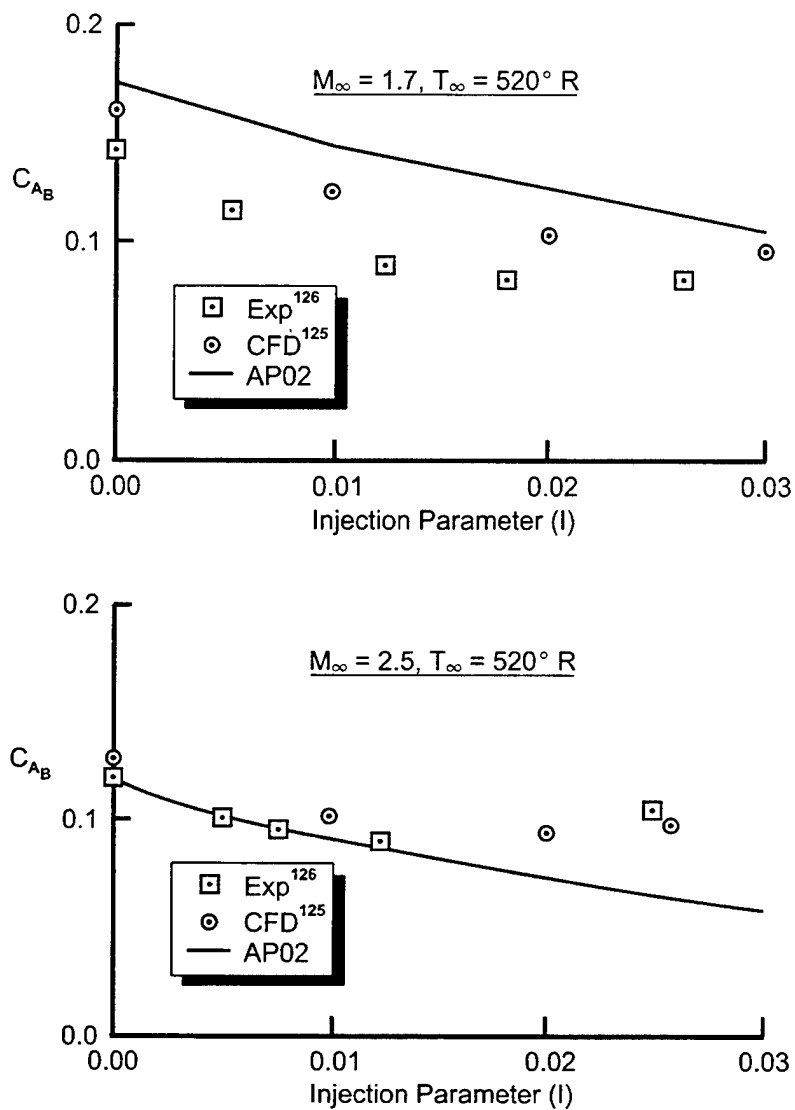 0.2
M∞ = 1.7, T∞ = 520° R
C_AB
0.1
Exp126
CFD125
AP02
0.0
0.00 0.01 0.02 0.03
Injection Parameter (I)
0.2
M∞ = 2.5, T∞ = 520° R
C_AB
0.1
Exp126
CFD125
AP02
0.0
0.00 0.01 0.02 0.03
Injection Parameter (I)